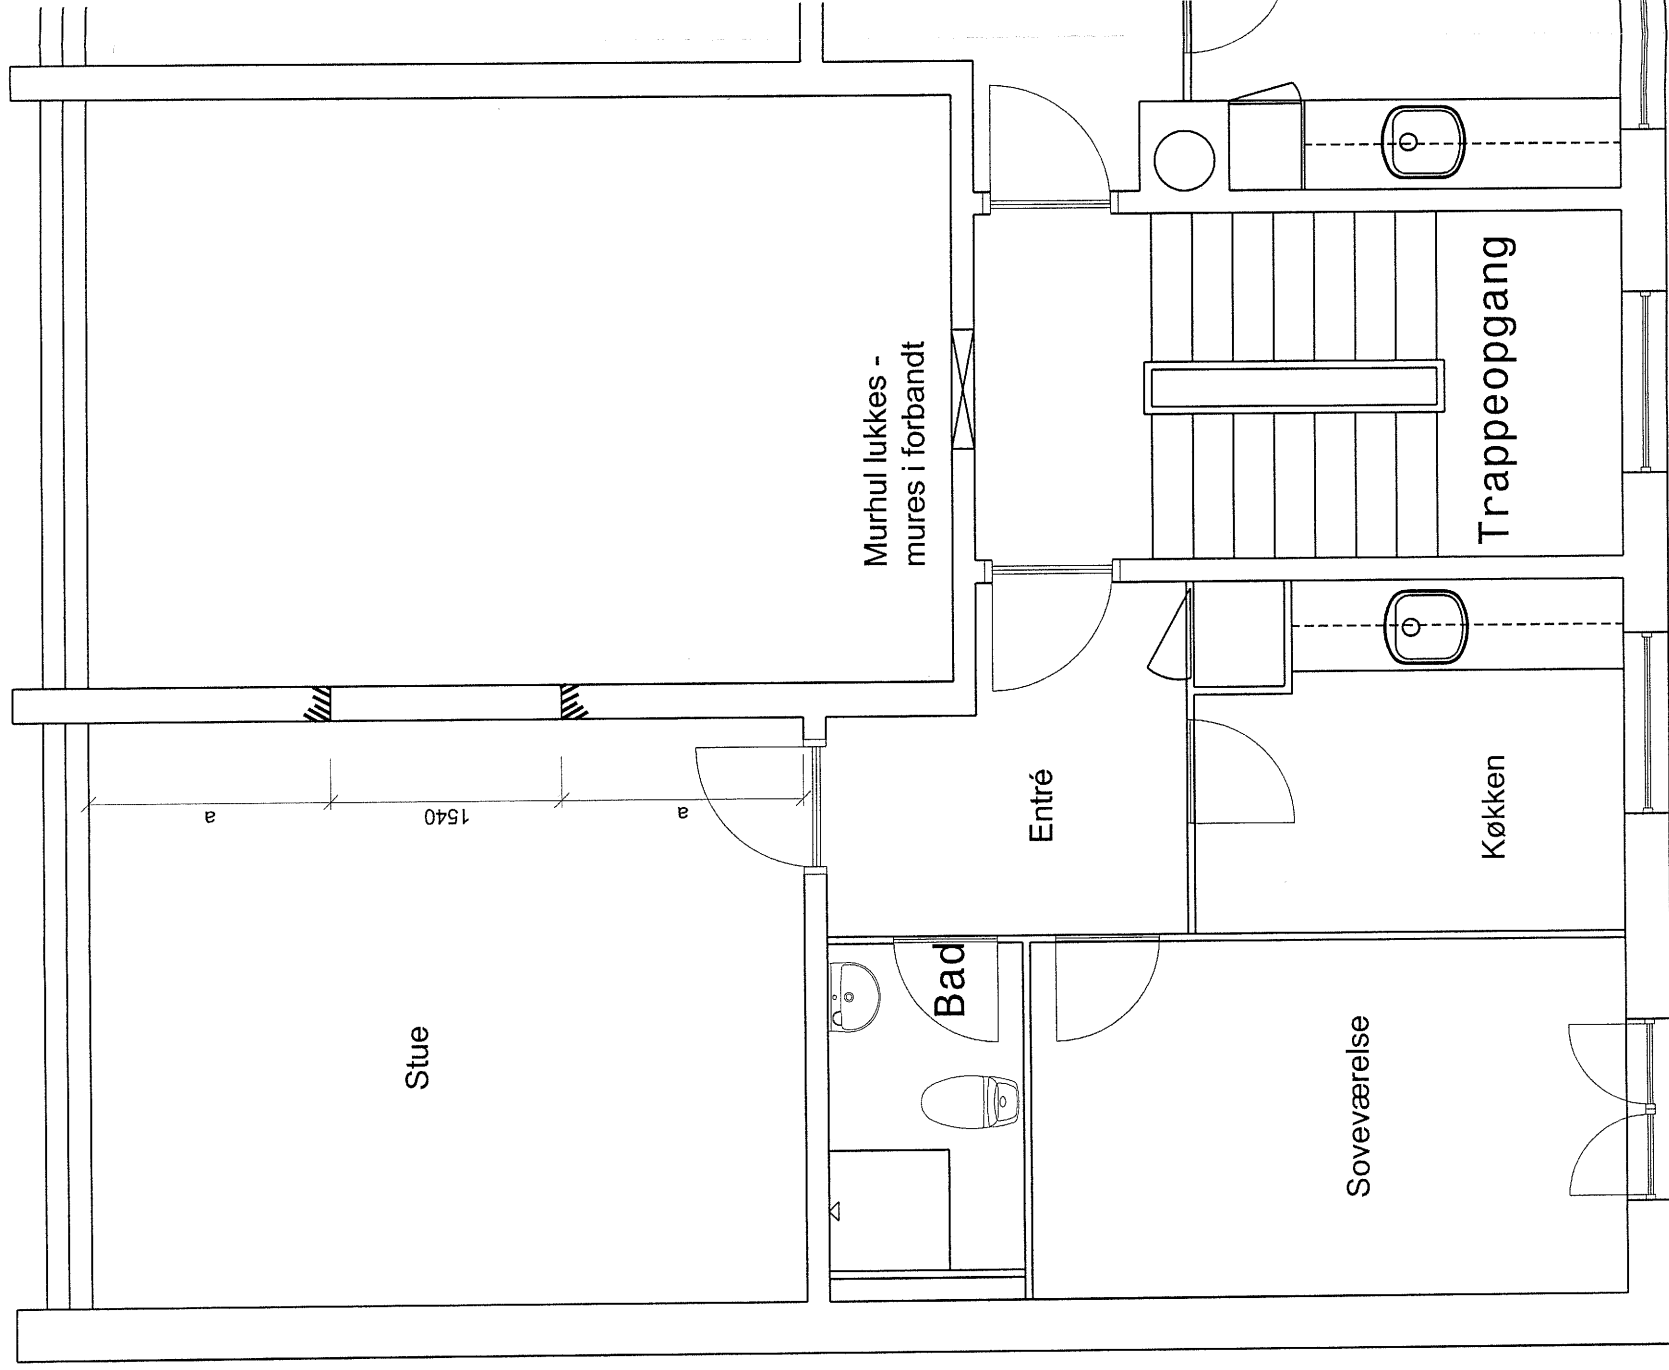 Murhul lukkes -
mures i forbandt
Trappeopgang
a
1540
a
Entré
Køkken
Stue
Bad
Soveværelse